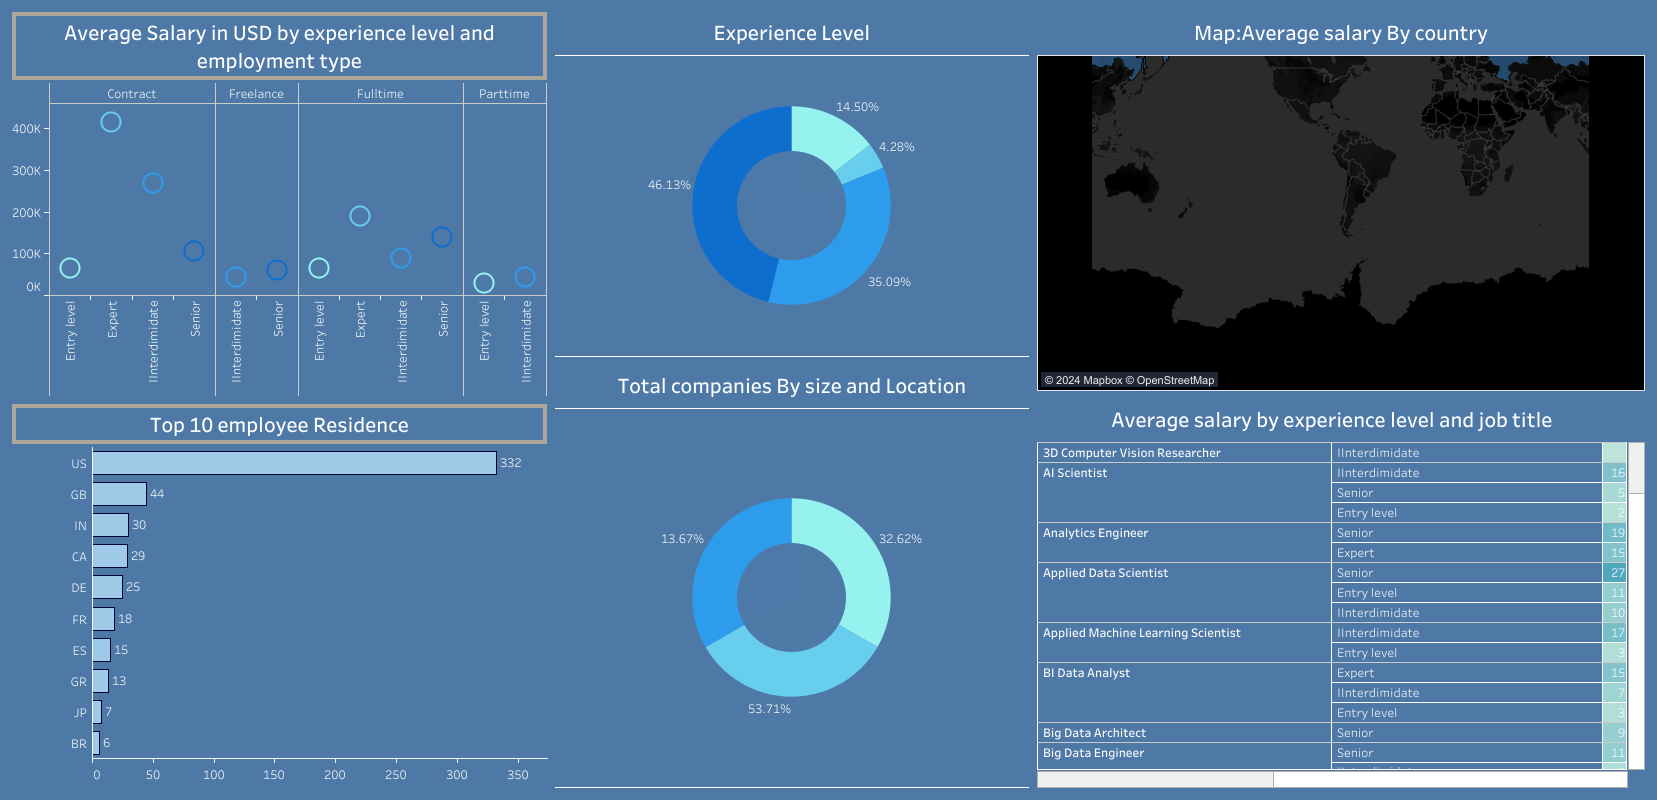 Average Salary in USD by experience level and
employment type
Contract Freelance Fulltime Parttime
400K
300K
200K
100K
0K
Entry level
Expert
IInterdimidate
Senior
IInterdimidate
Senior
Entry level
Expert
IInterdimidate
Senior
Entry level
IInterdimidate
Top 10 employee Residence
US 332
GB 44
IN 30
CA 29
DE 25
FR 18
ES 15
GR 13
JP 7
BR 6
0 50 100 150 200 250 300 350
Experience Level
14.50%
4.28%
46.13%
35.09%
Total companies By size and Location
13.67%
32.62%
53.71%
Map:Average salary By country
© 2024 Mapbox © OpenStreetMap
Average salary by experience level and job title
3D Computer Vision Researcher IInterdimidate
AI Scientist IInterdimidate 16
Senior 5
Entry level 2
Analytics Engineer Senior 19
Expert 15
Applied Data Scientist Senior 27
Entry level 11
IInterdimidate 10
Applied Machine Learning Scientist IInterdimidate 17
Entry level 3
BI Data Analyst Expert 15
IInterdimidate 7
Entry level 3
Big Data Architect Senior 9
Big Data Engineer Senior 11